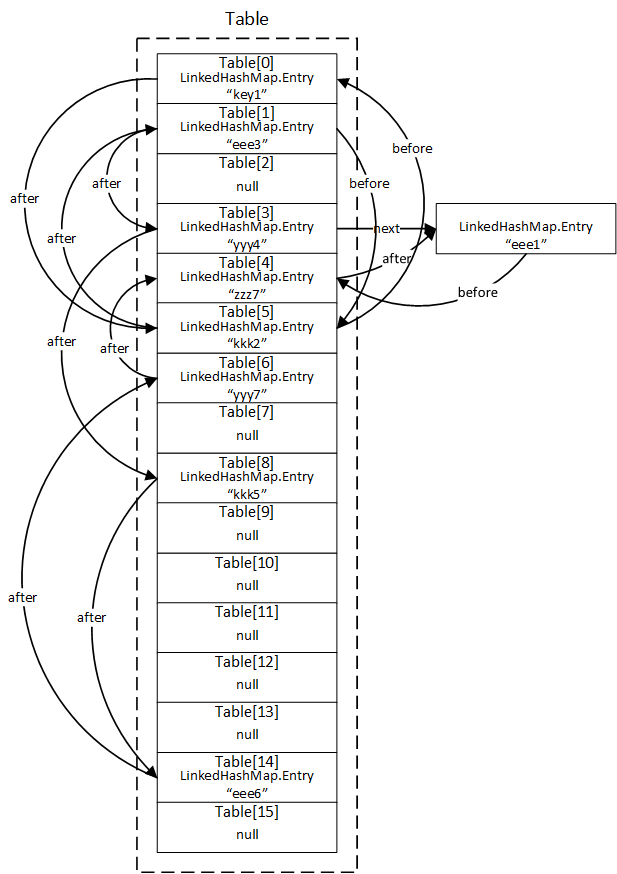 Table
Table[0]
LinkedHashMap.Entry
“key1”
Table[1]
LinkedHashMap.Entry
“eee3”
Table[2]
null
Table[3]
LinkedHashMap.Entry
“yyy4”
Table[4]
LinkedHashMap.Entry
“zzz7”
Table[5]
LinkedHashMap.Entry
“kkk2”
Table[6]
LinkedHashMap.Entry
“yyy7”
Table[7]
null
Table[8]
LinkedHashMap.Entry
“kkk5”
Table[9]
null
Table[10]
null
Table[11]
null
Table[12]
null
Table[13]
null
Table[14]
LinkedHashMap.Entry
“eee6”
Table[15]
null
after
after
after
after
after
after
after
before
before
next
after
before
LinkedHashMap.Entry
“eee1”